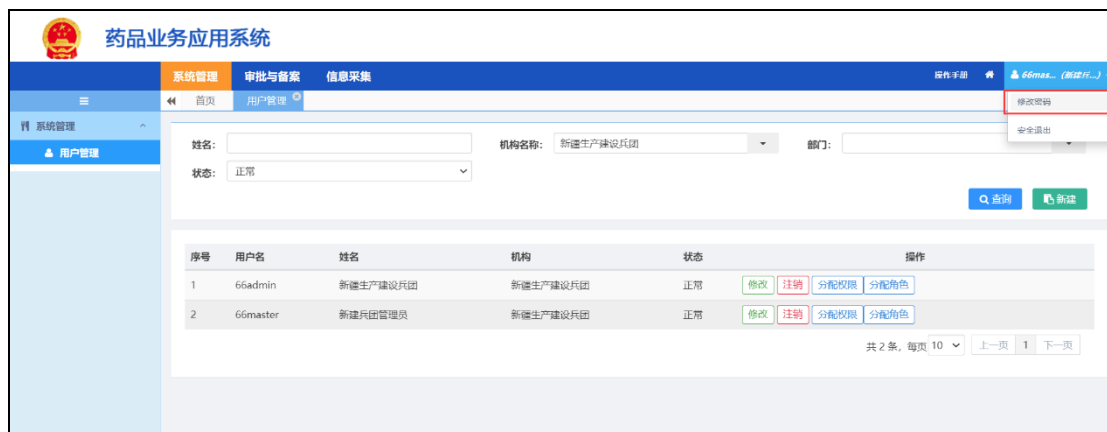 药品业务应用系统
系统管理 审批与备案 信息采集 操作手册 66mas... (新建兵...)
首页 用户管理 修改密码
系统管理 安全退出
用户管理
姓名: 机构名称: 新疆生产建设兵团 部门:
状态: 正常
查询 新建
序号 用户名 姓名 机构 状态 操作
1 66admin 新疆生产建设兵团 新疆生产建设兵团 正常 修改 注销 分配权限 分配角色
2 66master 新建兵团管理员 新疆生产建设兵团 正常 修改 注销 分配权限 分配角色
共 2 条, 每页 10 上一页 1 下一页